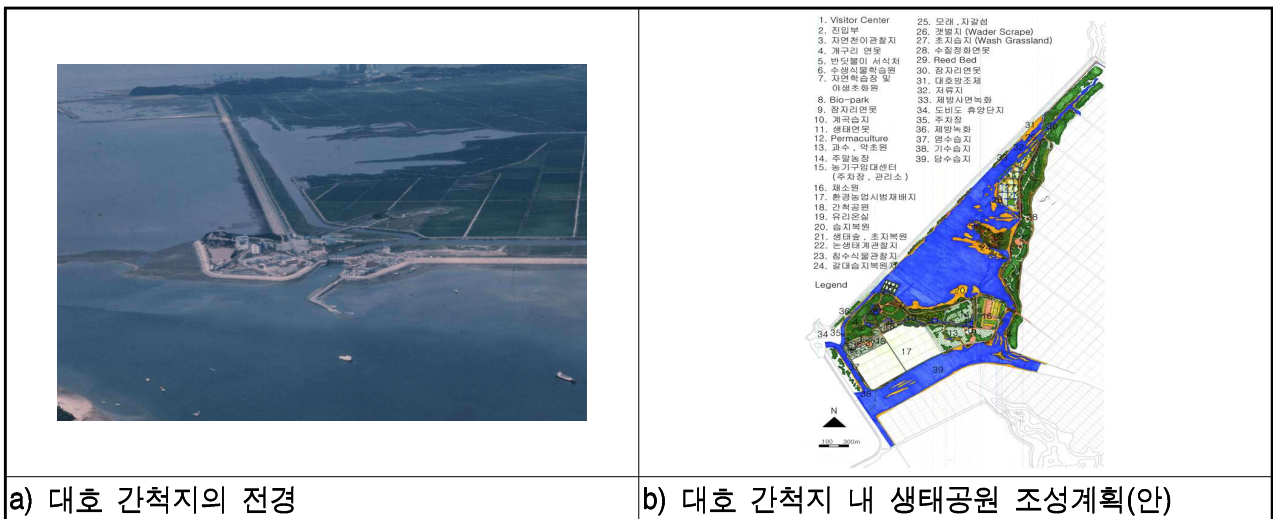 1. Visitor Center
2. 진입부
3. 자연천이관찰지
4. 개구리 연못
5. 반딧불이 서식처
6. 수생식물학습원
7. 자연학습장 및
야생초화원
8. Bio-park
9. 잠자리연못
10. 계곡습지
11. 생태연못
12. Permaculture
13. 과수, 약초원
14. 주말농장
15. 농기구임대센터
(주차장, 관리소)
16. 채소원
17. 환경농업시범재배지
18. 간척공원
19. 유리온실
20. 습지복원
21. 생태숲, 초지복원
22. 논생태계관찰지
23. 침수식물관찰지
24. 갈대습지복원지
25. 모래, 자갈섬
26. 갯벌지 (Wader Scrape)
27. 초지습지 (Wash Grassland)
28. 수질정화연못
29. Reed Bed
30. 잠자리연못
31. 대호방조제
32. 저류지
33. 제방사면녹화
34. 도비도 휴양단지
35. 주차장
36. 제방녹화
37. 염수습지
38. 기수습지
39. 담수습지
Legend
31
32
20
36
34
35
16
17
39
38
N
100 300m
a) 대호 간척지의 전경
b) 대호 간척지 내 생태공원 조성계획(안)